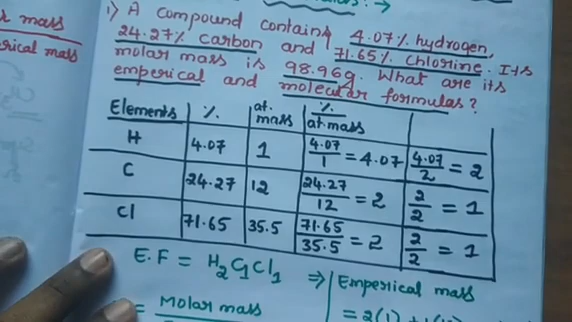 r mass
erical mass
1) A compound contains 4.07% hydrogen,
24.27% carbon and 71.65% chlorine. Its
molar mass is 98.96g. What are its
emperical and molecular formulas?
Elements % at. mass %/at.mass
H 4.07 1 4.07/1 = 4.07 4.07/2 = 2
C 24.27 12 24.27/12 = 2 2/2 = 1
Cl 71.65 35.5 71.65/35.5 = 2 2/2 = 1
E.F = H2C1Cl1 ⇒ Emperical mass
= Molar mass = 2(1)